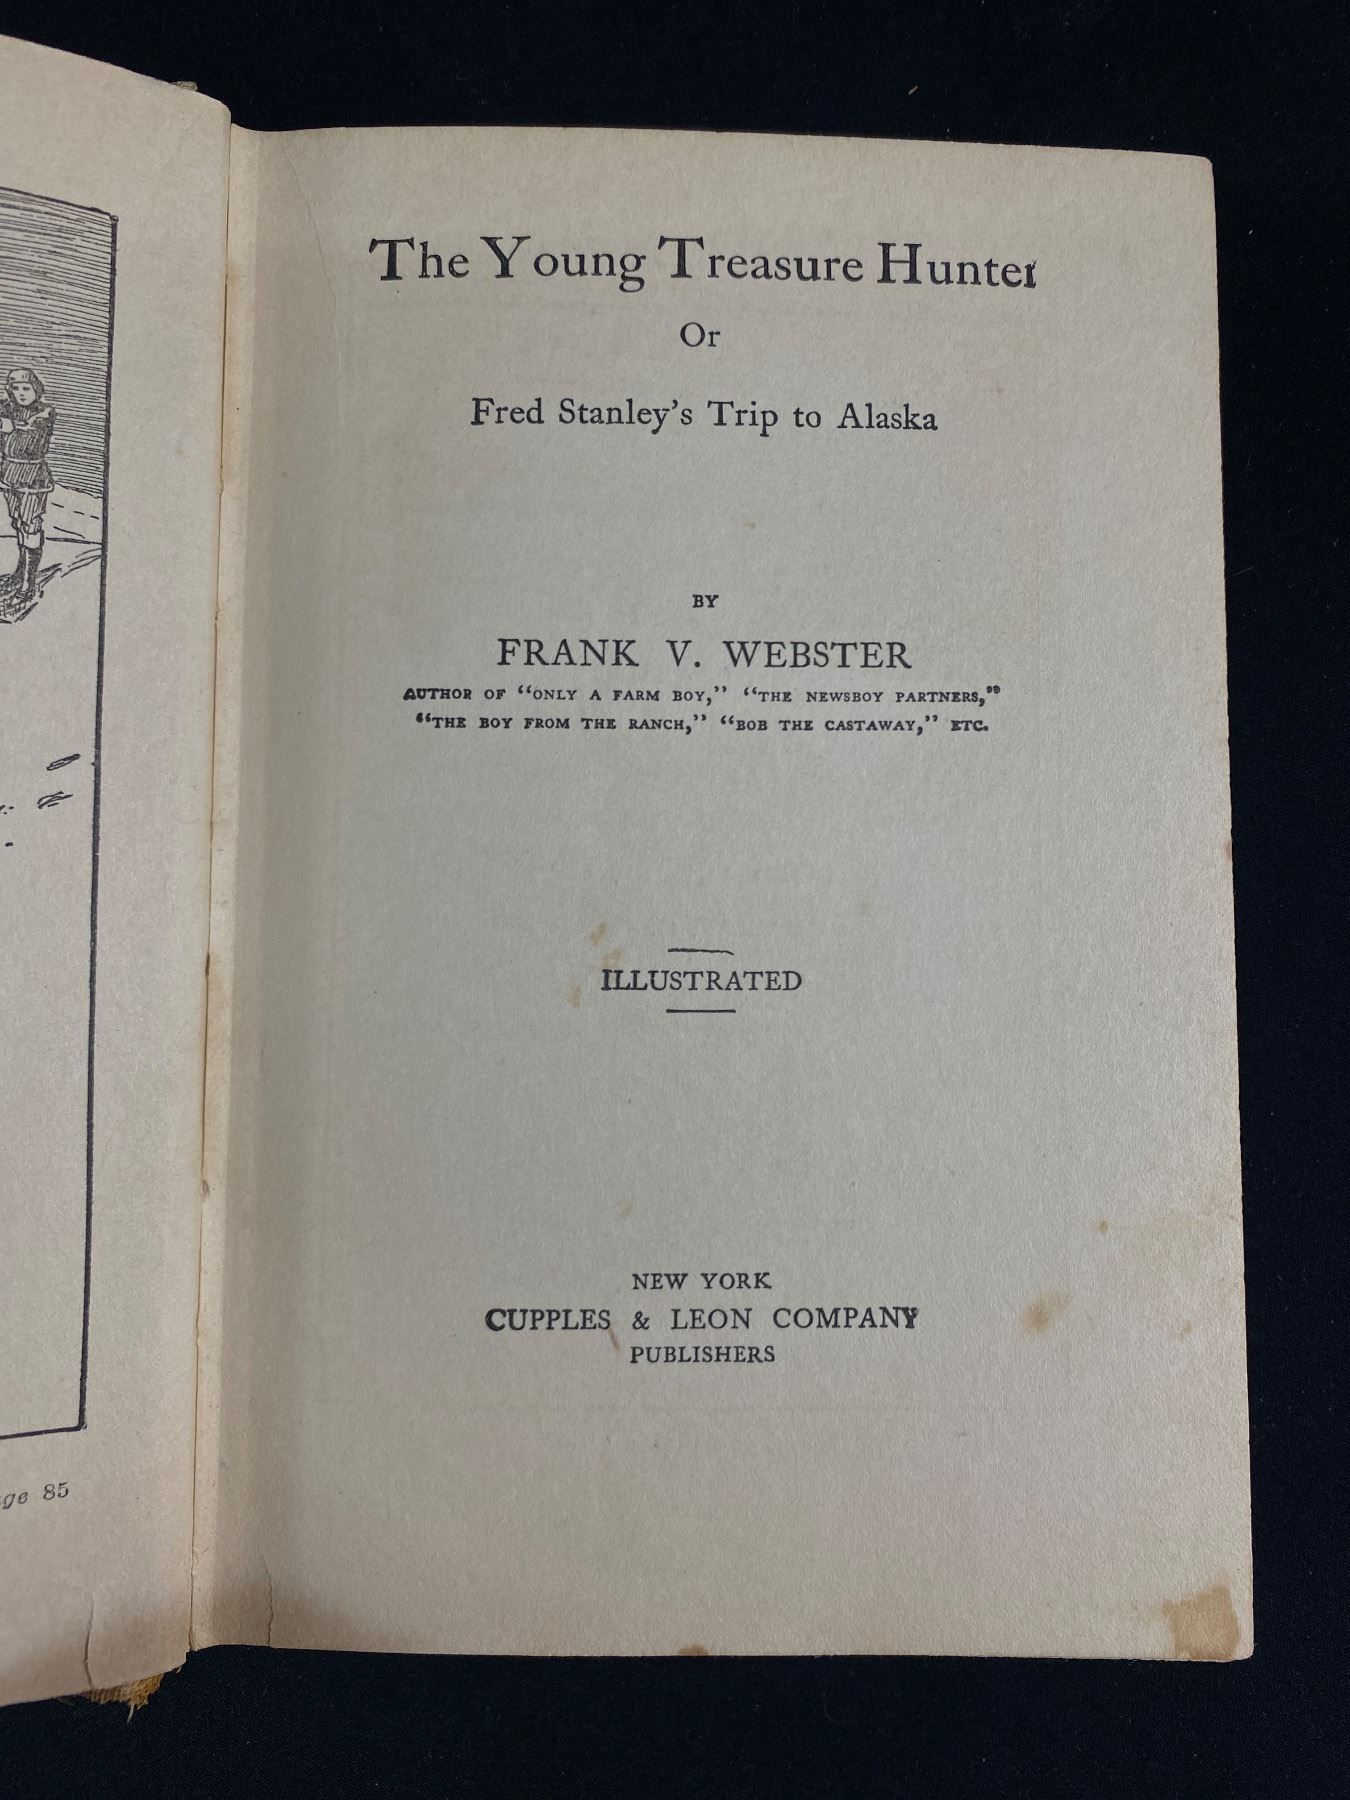 The Young Treasure Hunter
Or
Fred Stanley's Trip to Alaska
BY
FRANK V. WEBSTER
AUTHOR OF "ONLY A FARM BOY," "THE NEWSBOY PARTNERS,"
"THE BOY FROM THE RANCH," "BOB THE CASTAWAY," ETC.
ILLUSTRATED
NEW YORK
CUPPLES & LEON COMPANY
PUBLISHERS
85